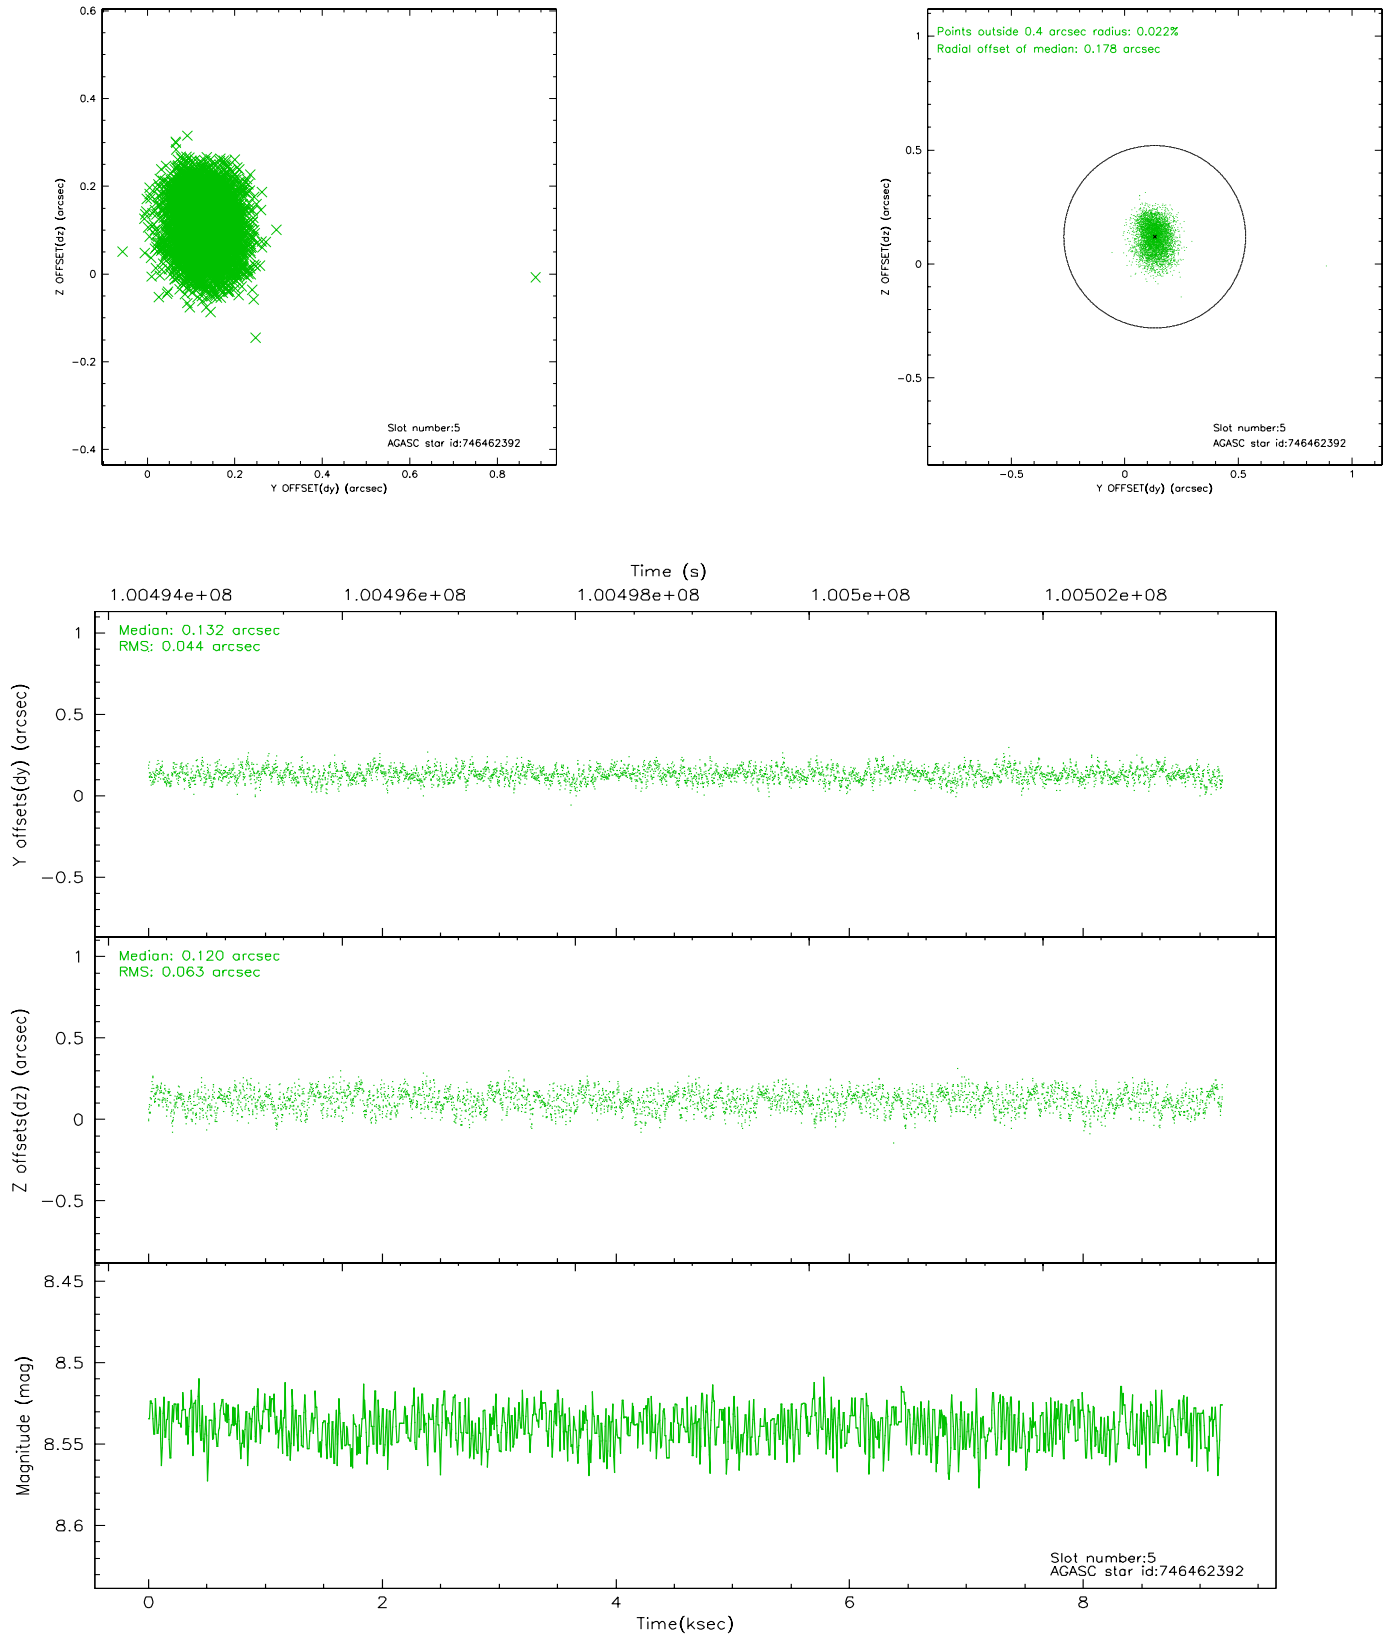 0.6
0.4
0.2
0
−0.2
−0.4
Z OFFSET(dz) (arcsec)
Slot number:5
AGASC star id:746462392
0 0.2 0.4 0.6 0.8
Y OFFSET(dy) (arcsec)
Points outside 0.4 arcsec radius: 0.022%
Radial offset of median: 0.178 arcsec
1
0.5
0
−0.5
Z OFFSET(dz) (arcsec)
Slot number:5
AGASC star id:746462392
−0.5 0 0.5 1
Y OFFSET(dy) (arcsec)
Time (s)
1.00494e+08 1.00496e+08 1.00498e+08 1.005e+08 1.00502e+08
Median: 0.132 arcsec
RMS: 0.044 arcsec
1
0.5
0
−0.5
Y offsets(dy) (arcsec)
Median: 0.120 arcsec
RMS: 0.063 arcsec
1
0.5
0
−0.5
Z offsets(dz) (arcsec)
8.45
8.5
8.55
8.6
Magnitude (mag)
Slot number:5
AGASC star id:746462392
0 2 4 6 8
Time(ksec)